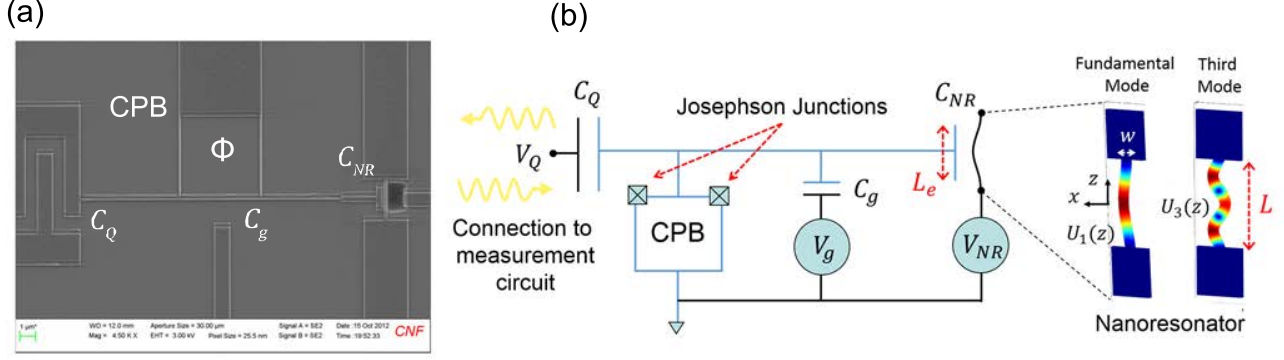 (a)
CPB
Φ
C_NR
C_Q
C_g
1 µm*
WD = 12.0 mm Aperture Size = 30.00 µm Signal A = SE2 Date :15 Oct 2012
Mag = 4.50 K X EHT = 3.00 kV Pixel Size = 25.5 nm Signal B = SE2 Time :19:52:33
CNF
(b)
C_Q
Josephson Junctions
C_NR
Fundamental Mode
Third Mode
V_Q
L_e
C_g
w
z
x
U_3(z)
L
Connection to
measurement
circuit
CPB
V_g
V_NR
U_1(z)
Nanoresonator